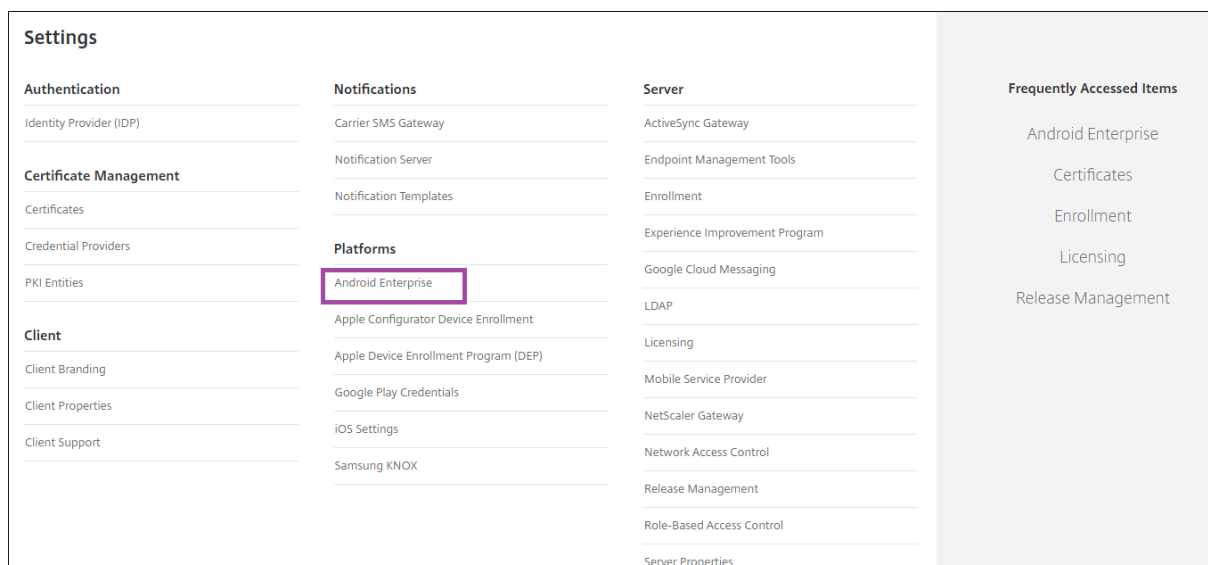 Settings
Authentication
Identity Provider (IDP)
Certificate Management
Certificates
Credential Providers
PKI Entities
Client
Client Branding
Client Properties
Client Support
Notifications
Carrier SMS Gateway
Notification Server
Notification Templates
Platforms
Android Enterprise
Apple Configurator Device Enrollment
Apple Device Enrollment Program (DEP)
Google Play Credentials
iOS Settings
Samsung KNOX
Server
ActiveSync Gateway
Endpoint Management Tools
Enrollment
Experience Improvement Program
Google Cloud Messaging
LDAP
Licensing
Mobile Service Provider
NetScaler Gateway
Network Access Control
Release Management
Role-Based Access Control
Server Properties
Frequently Accessed Items
Android Enterprise
Certificates
Enrollment
Licensing
Release Management